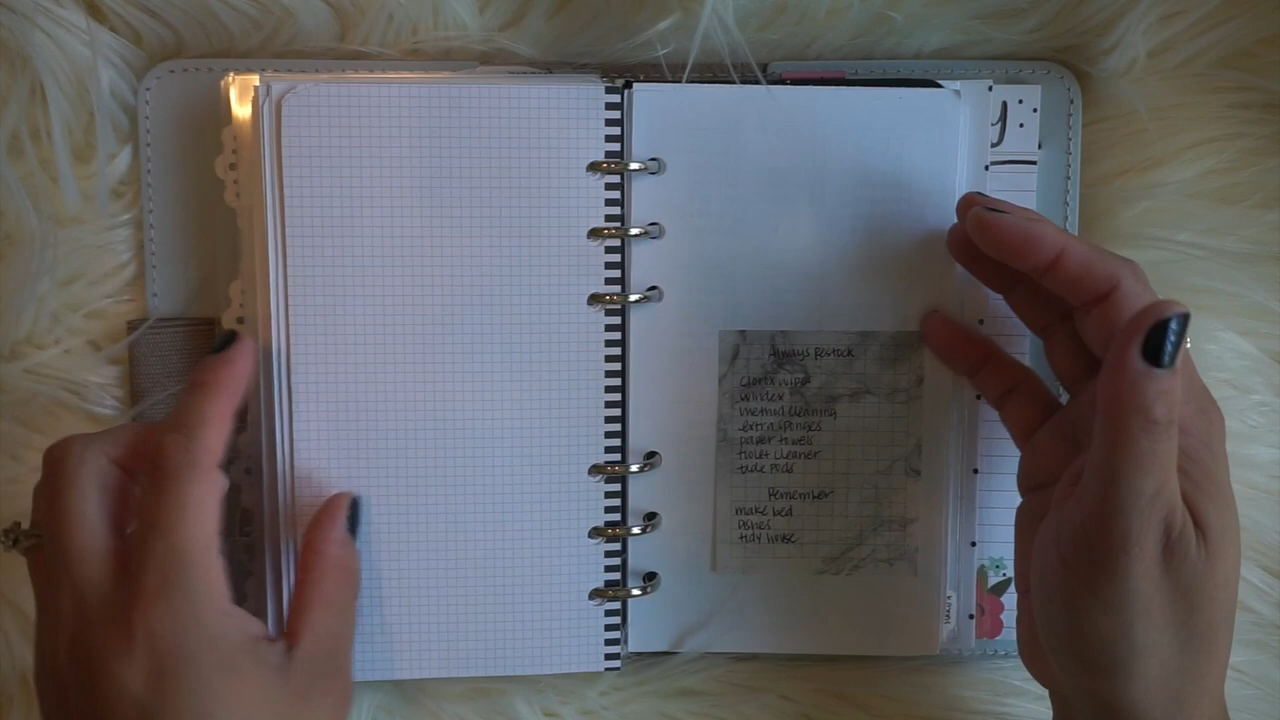 y
Always Restock
Clorox wipes
windex
method cleaning
extra sponges
paper towels
toilet cleaner
tide pods
Remember
make bed
Dishes
tidy house